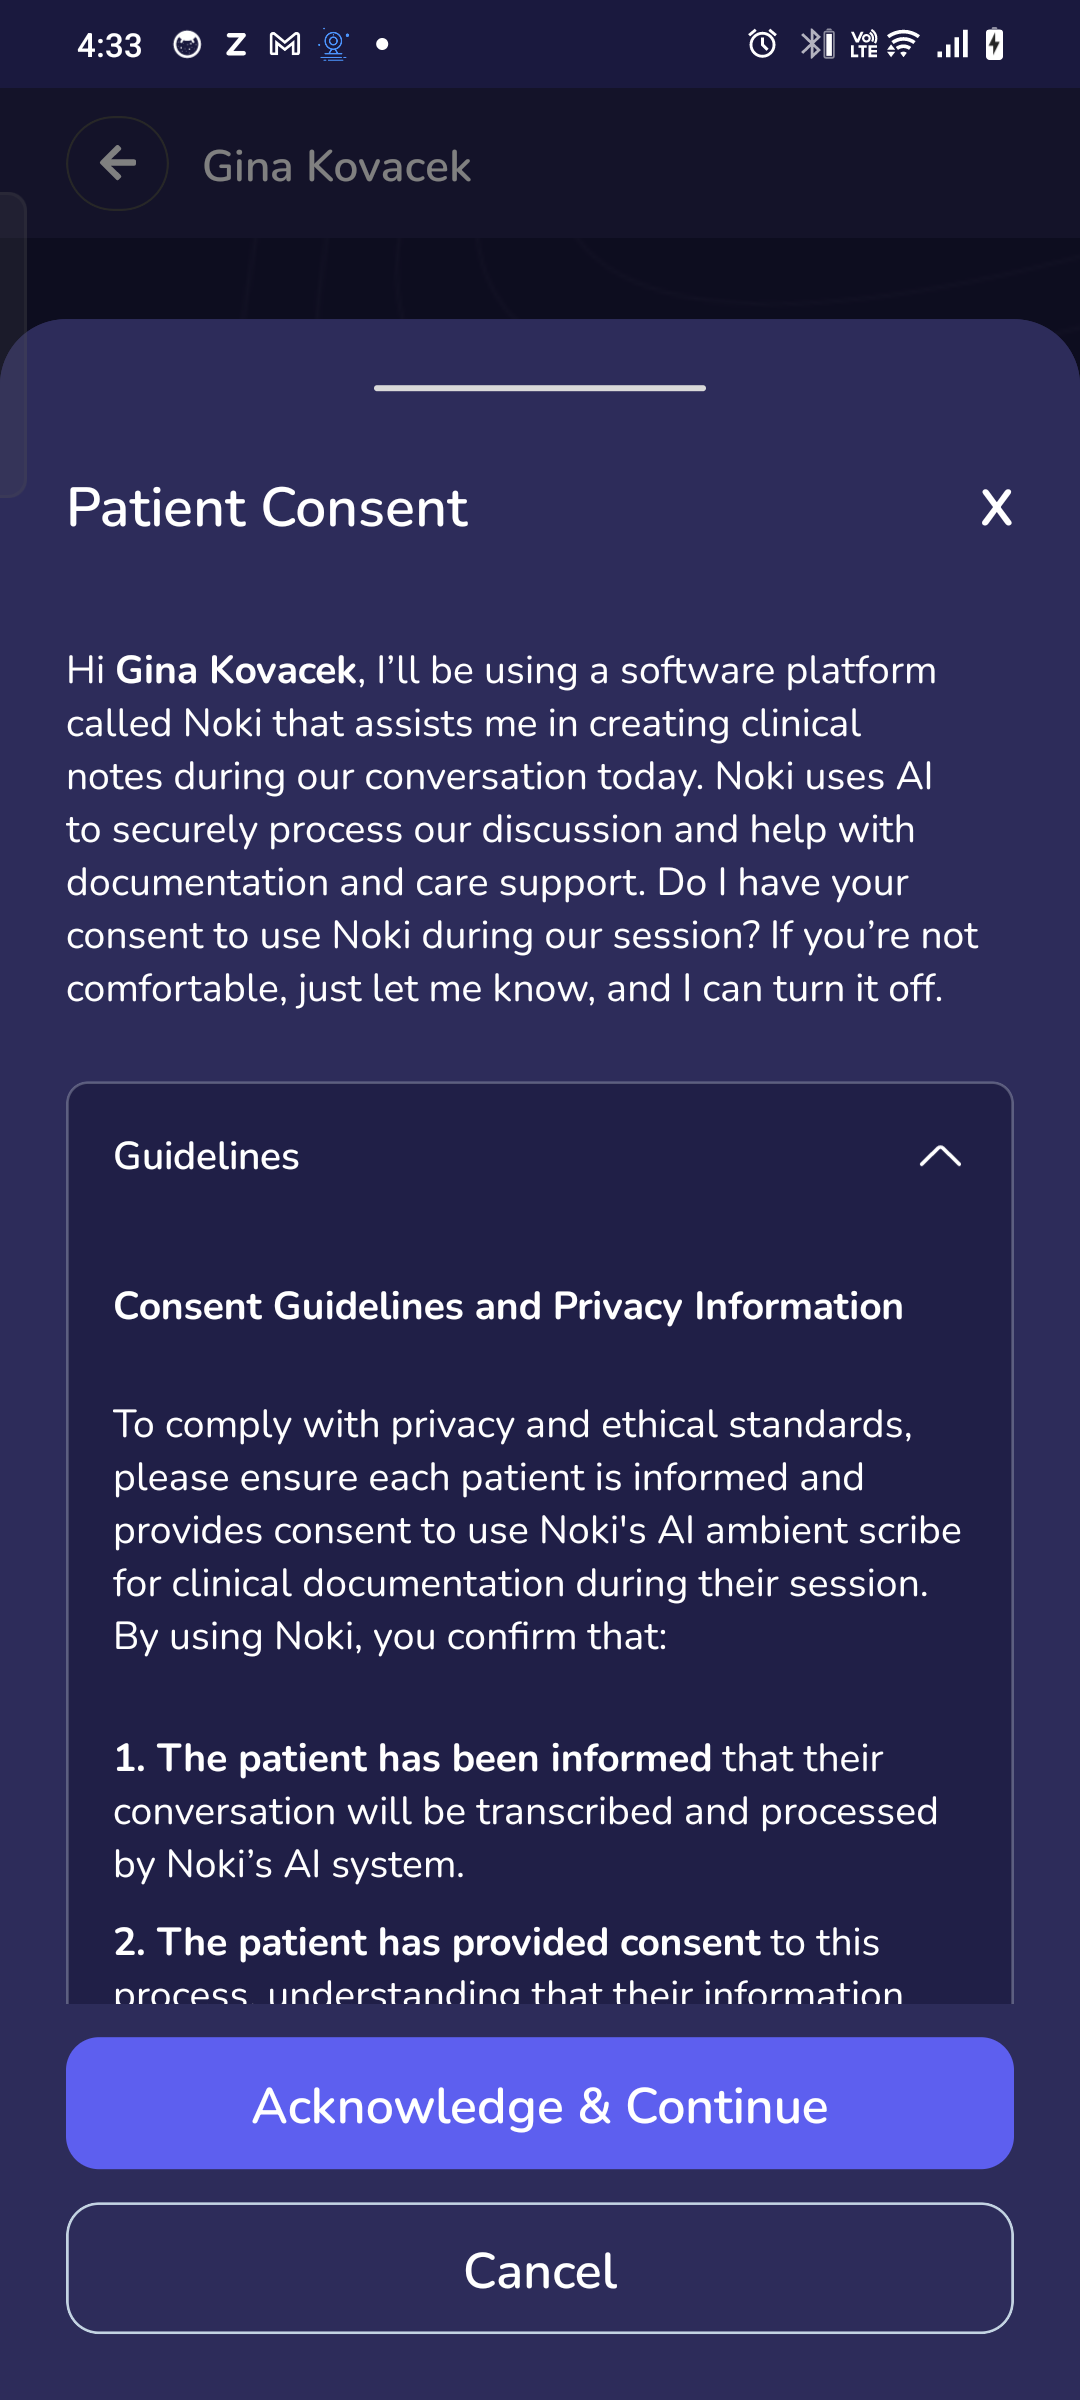 4:33
Z
Vo)) LTE
Gina Kovacek
Patient Consent
X
Hi Gina Kovacek, I’ll be using a software platform
called Noki that assists me in creating clinical
notes during our conversation today. Noki uses AI
to securely process our discussion and help with
documentation and care support. Do I have your
consent to use Noki during our session? If you’re not
comfortable, just let me know, and I can turn it off.
Guidelines
Consent Guidelines and Privacy Information
To comply with privacy and ethical standards,
please ensure each patient is informed and
provides consent to use Noki's AI ambient scribe
for clinical documentation during their session.
By using Noki, you confirm that:
1. The patient has been informed that their
conversation will be transcribed and processed
by Noki’s AI system.
2. The patient has provided consent to this
process, understanding that their information
Acknowledge & Continue
Cancel